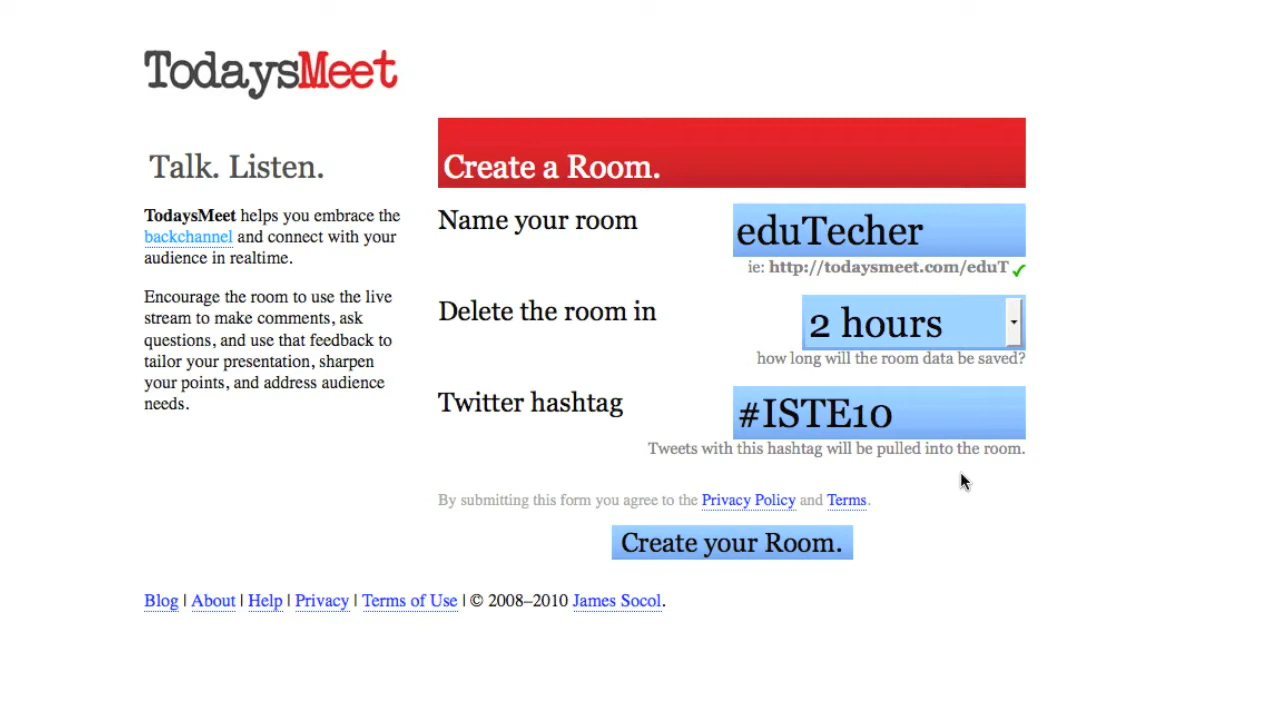 TodaysMeet
Talk. Listen.
TodaysMeet helps you embrace the
backchannel and connect with your
audience in realtime.
Encourage the room to use the live
stream to make comments, ask
questions, and use that feedback to
tailor your presentation, sharpen
your points, and address audience
needs.
Create a Room.
Name your room
eduTecher
ie: http://todaysmeet.com/eduT
Delete the room in
2 hours
how long will the room data be saved?
Twitter hashtag
#ISTE10
Tweets with this hashtag will be pulled into the room.
By submitting this form you agree to the Privacy Policy and Terms.
Create your Room.
Blog | About | Help | Privacy | Terms of Use | © 2008–2010 James Socol.